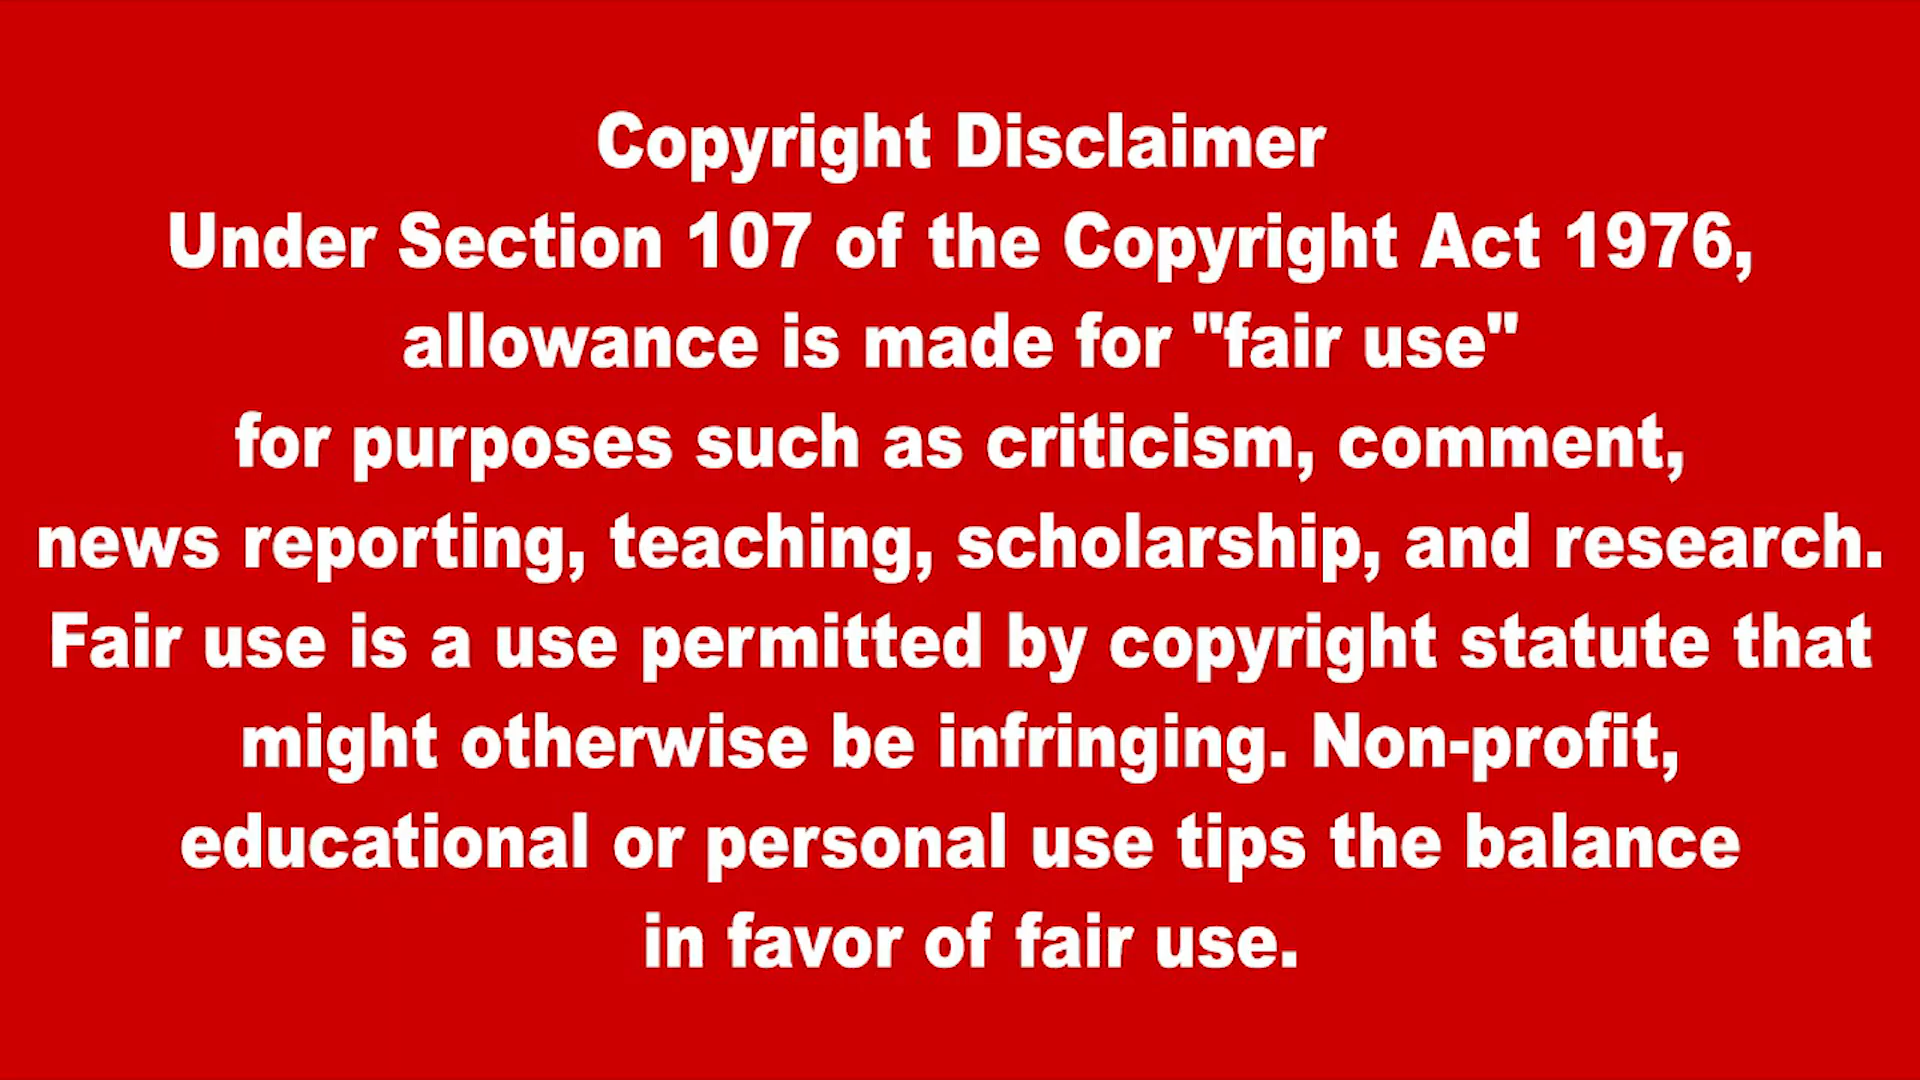 Copyright Disclaimer
Under Section 107 of the Copyright Act 1976,
allowance is made for "fair use"
for purposes such as criticism, comment,
news reporting, teaching, scholarship, and research.
Fair use is a use permitted by copyright statute that
might otherwise be infringing. Non-profit,
educational or personal use tips the balance
in favor of fair use.